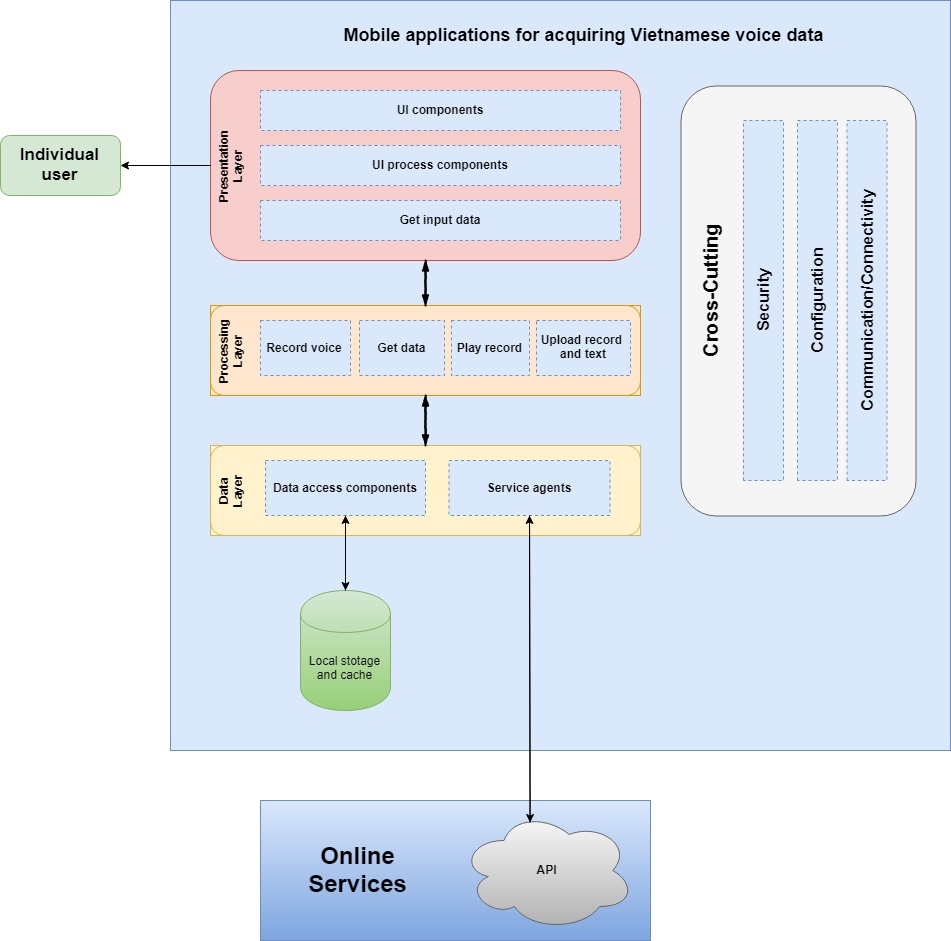 Mobile applications for acquiring Vietnamese voice data
Individual
user
Presentation
Layer
UI components
UI process components
Get input data
Processing
Layer
Record voice
Get data
Play record
Upload record
and text
Data
Layer
Data access components
Service agents
Local stotage
and cache
Cross-Cutting
Security
Configuration
Communication/Connectivity
Online
Services
API